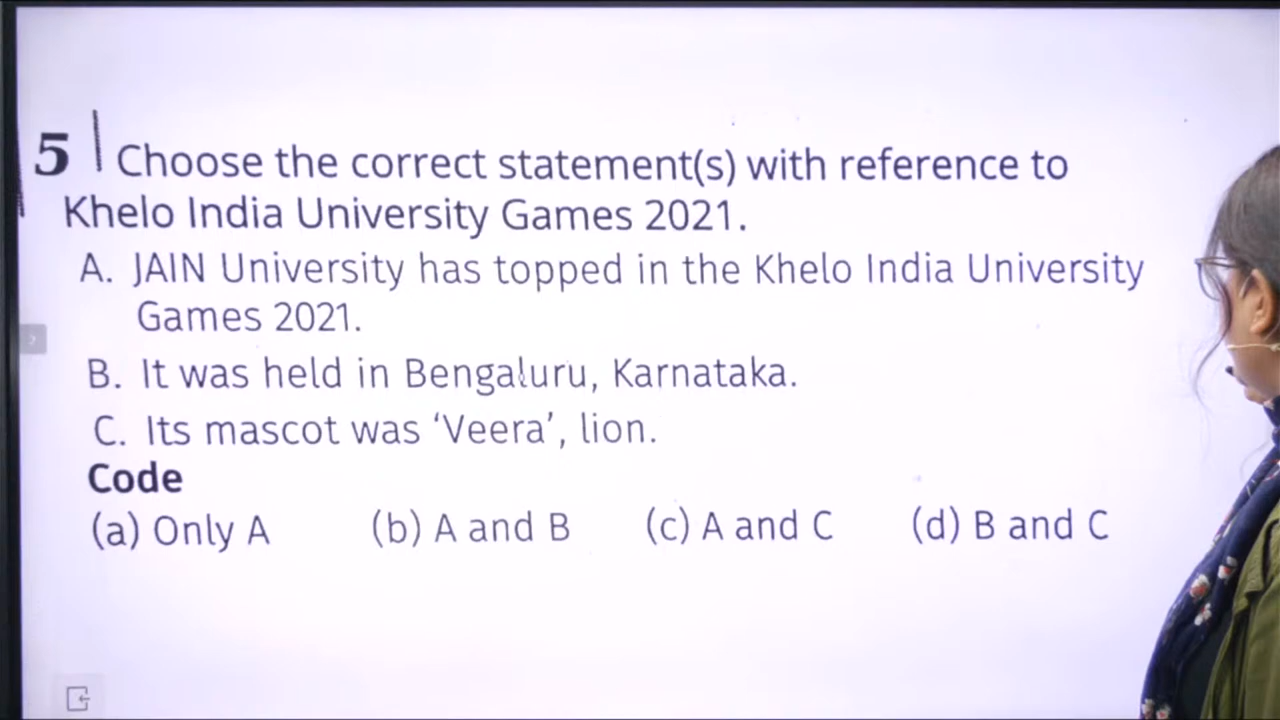 5 Choose the correct statement(s) with reference to
Khelo India University Games 2021.
A. JAIN University has topped in the Khelo India University
Games 2021.
B. It was held in Bengaluru, Karnataka.
C. Its mascot was ‘Veera’, lion.
Code
(a) Only A (b) A and B (c) A and C (d) B and C